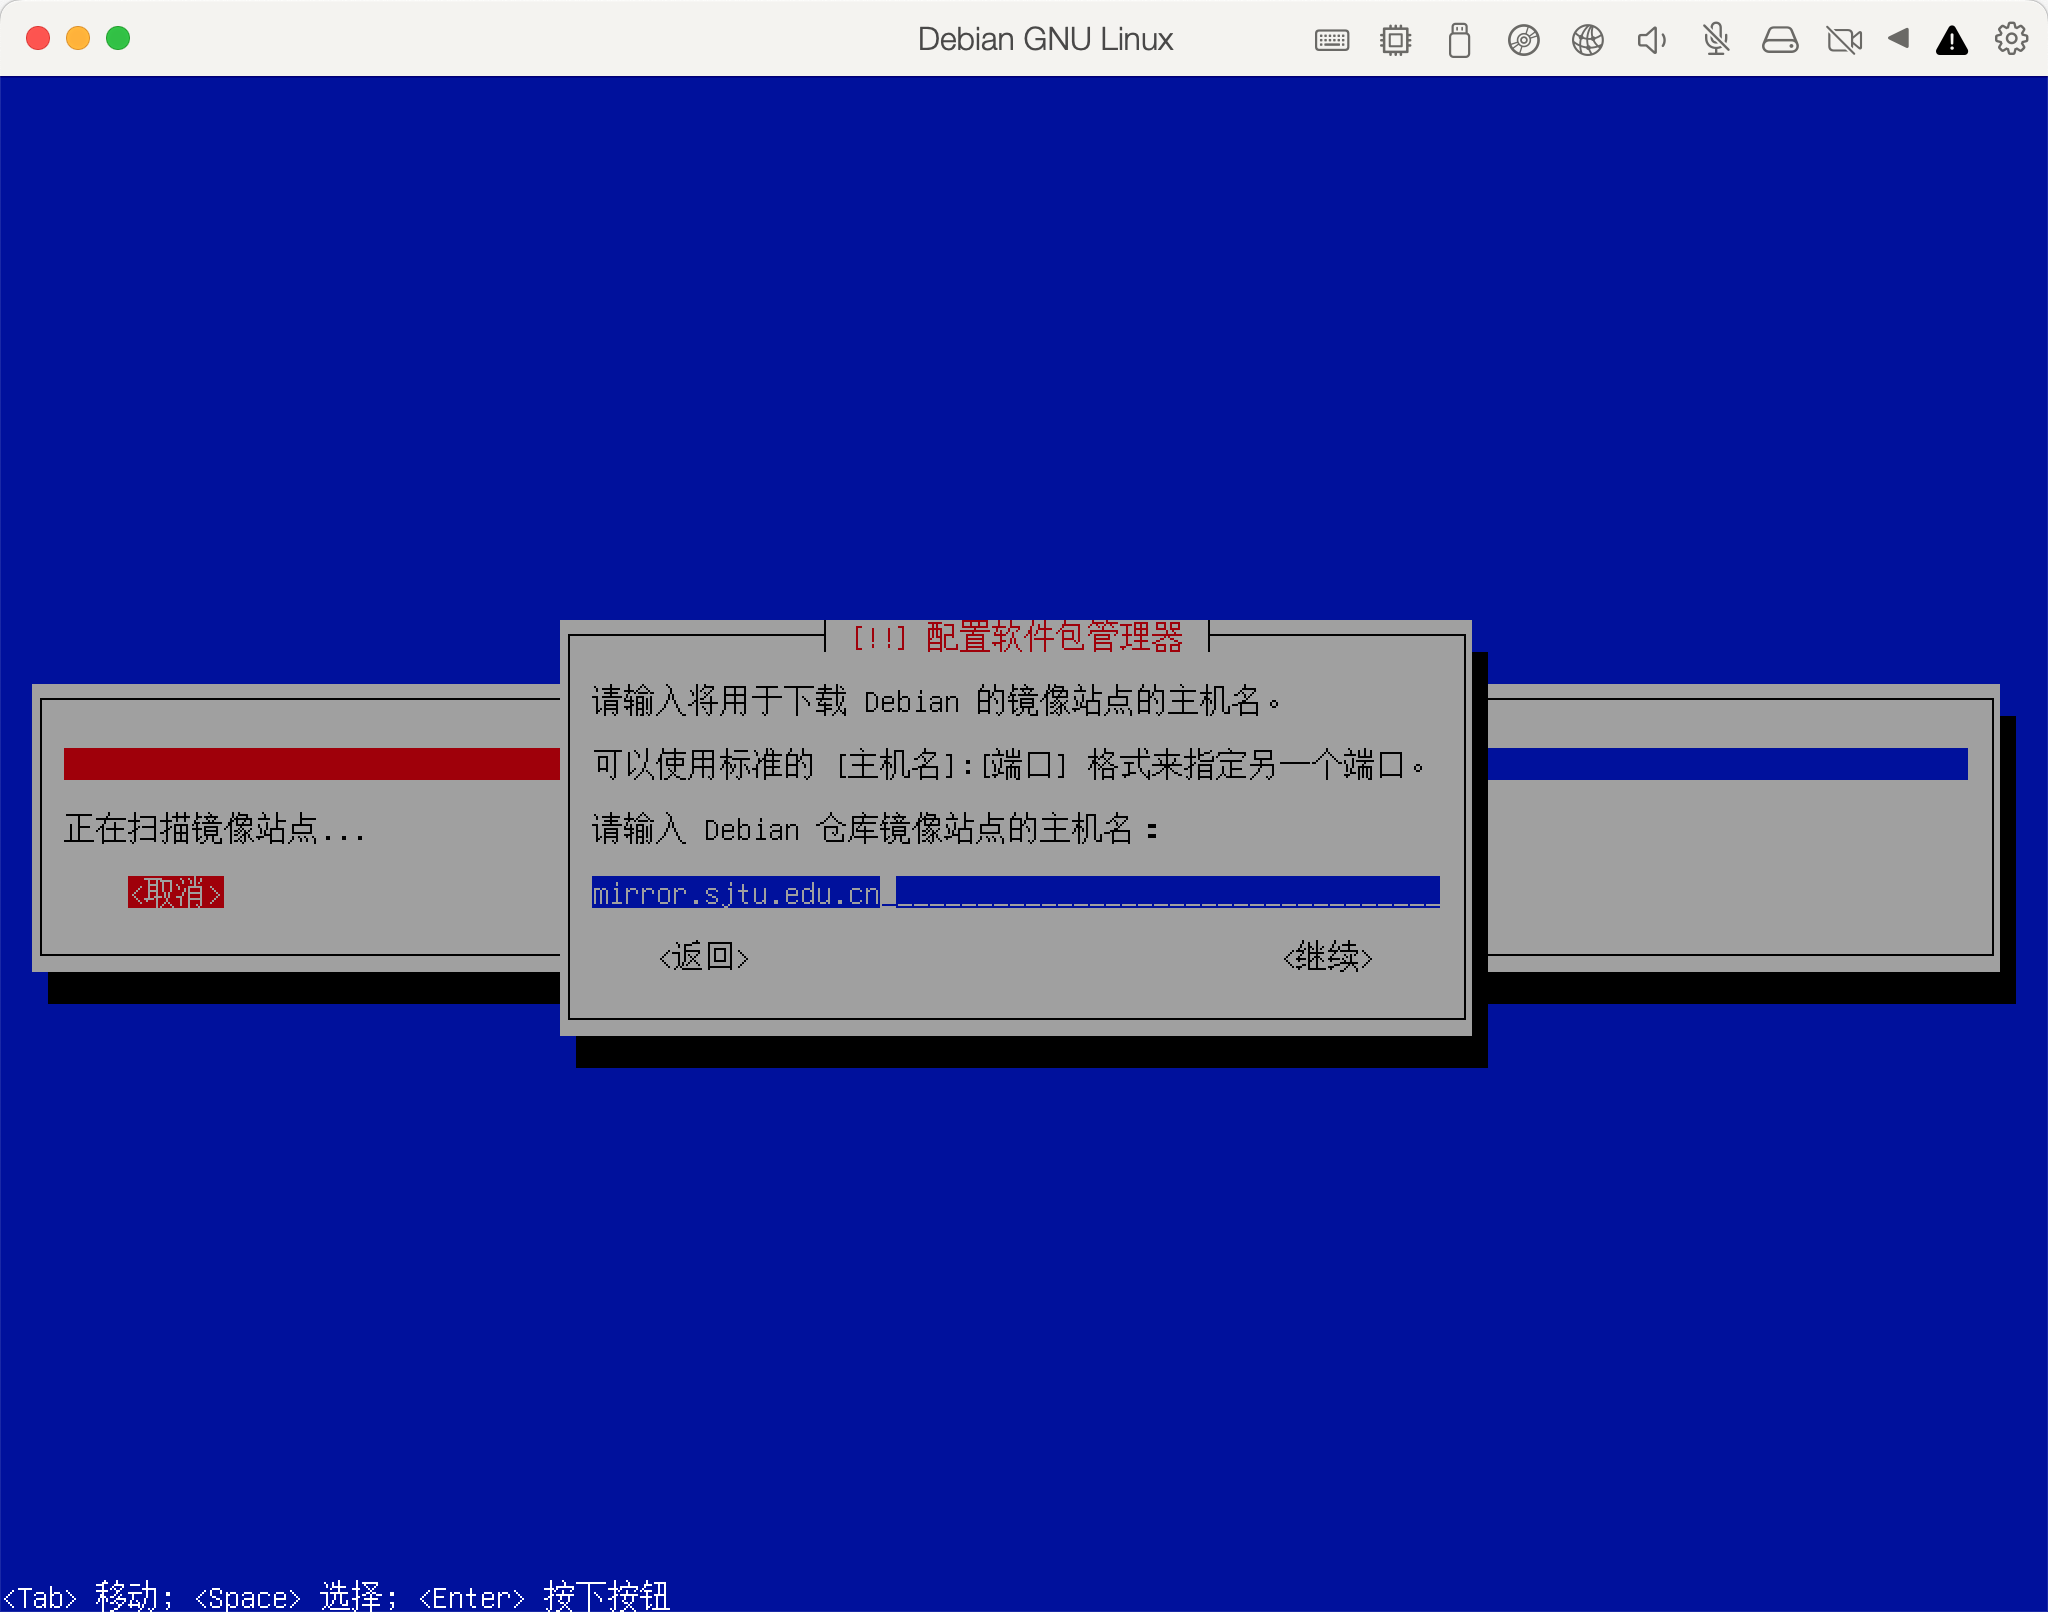 Debian GNU Linux
[!!] 配置软件包管理器
请输入将用于下载 Debian 的镜像站点的主机名。
可以使用标准的 [主机名]:[端口] 格式来指定另一个端口。
请输入 Debian 仓库镜像站点的主机名：
mirror.sjtu.edu.cn
<返回>
<继续>
正在扫描镜像站点...
<取消>
<Tab> 移动; <Space> 选择; <Enter> 按下按钮